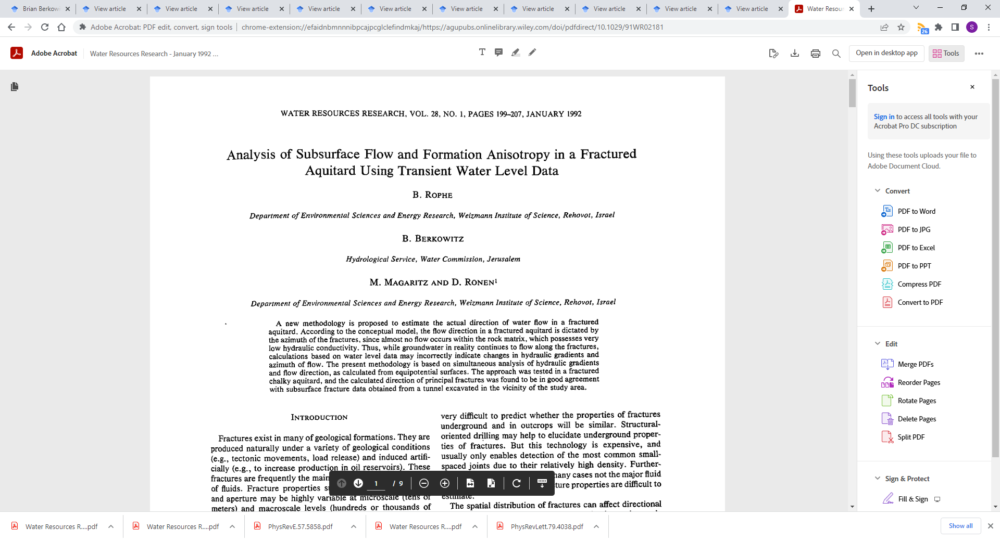 Brian Berkow
View article
View article
View article
View article
View article
View article
View article
View article
View article
View article
Water Resour
Adobe Acrobat: PDF edit, convert, sign tools | chrome-extension://efaidnbmnnnibpcajpcglclefindmkaj/https://agupubs.onlinelibrary.wiley.com/doi/pdfdirect/10.1029/91WR02181
26
S
Adobe Acrobat
Water Resources Research - January 1992 ...
T
Open in desktop app
Tools
WATER RESOURCES RESEARCH, VOL. 28, NO. 1, PAGES 199–207, JANUARY 1992
Analysis of Subsurface Flow and Formation Anisotropy in a Fractured
Aquitard Using Transient Water Level Data
B. ROPHE
Department of Environmental Sciences and Energy Research, Weizmann Institute of Science, Rehovot, Israel
B. BERKOWITZ
Hydrological Service, Water Commission, Jerusalem
M. MAGARITZ AND D. RONEN¹
Department of Environmental Sciences and Energy Research, Weizmann Institute of Science, Rehovot, Israel
A new methodology is proposed to estimate the actual direction of water flow in a fractured
aquitard. According to the conceptual model, the flow direction in a fractured aquitard is dictated by
the azimuth of the fractures, since almost no flow occurs within the rock matrix, which possesses very
low hydraulic conductivity. Thus, while groundwater in reality continues to flow along the fractures,
calculations based on water level data may incorrectly indicate changes in hydraulic gradients and
azimuth of flow. The present methodology is based on simultaneous analysis of hydraulic gradients
and flow direction, as calculated from equipotential surfaces. The approach was tested in a fractured
chalky aquitard, and the calculated direction of principal fractures was found to be in good agreement
with subsurface fracture data obtained from a tunnel excavated in the vicinity of the study area.
INTRODUCTION
Fractures exist in many of geological formations. They are
produced naturally under a variety of geological conditions
(e.g., tectonic movements, load release) and induced artifi-
cially (e.g., to increase production in oil reservoirs). These
fractures are frequently the main
of fluids. Fracture properties su
and aperture may be highly variable at microscale (tens of
meters) and macroscale levels (hundreds or thousands of
very difficult to predict whether the properties of fractures
underground and in outcrops will be similar. Structural-
oriented drilling may help to elucidate underground proper-
ties of fractures. But this technology is expensive, and
usually only enables detection of the most common small-
spaced joints due to their relatively high density. Further-
many cases not the major fluid
ture properties are difficult to
estimate.
The spatial distribution of fractures can affect directional
1 / 9
Tools
Sign in to access all tools with your
Acrobat Pro DC subscription
Using these tools uploads your file to
Adobe Document Cloud.
Convert
PDF to Word
PDF to JPG
PDF to Excel
PDF to PPT
Compress PDF
Convert to PDF
Edit
Merge PDFs
Reorder Pages
Rotate Pages
Delete Pages
Split PDF
Sign & Protect
Fill & Sign
Water Resources R....pdf
Water Resources R....pdf
PhysRevE.57.5858.pdf
Water Resources R....pdf
PhysRevLett.79.4038.pdf
Show all